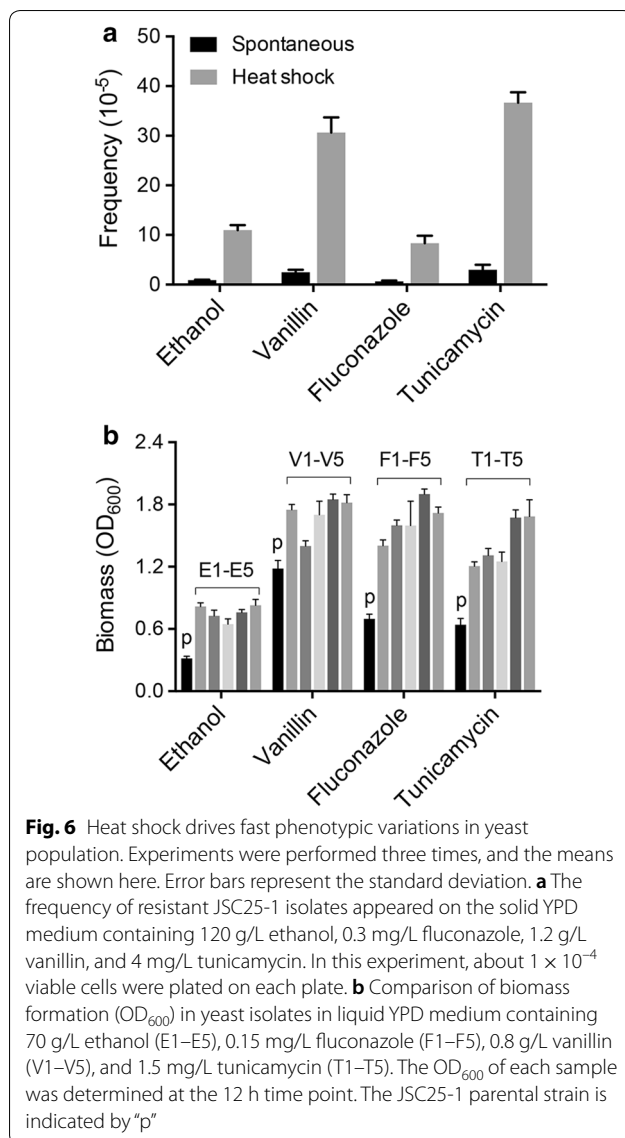 a
50
40
30
20
10
0
Frequency (10⁻⁵)
Spontaneous
Heat shock
Ethanol
Vanillin
Fluconazole
Tunicamycin
b
2.4
1.8
1.2
0.6
0.0
Biomass (OD₆₀₀)
p
E1-E5
p
V1-V5
p
F1-F5
p
T1-T5
Ethanol
Vanillin
Fluconazole
Tunicamycin
Fig. 6 Heat shock drives fast phenotypic variations in yeast
population. Experiments were performed three times, and the means
are shown here. Error bars represent the standard deviation. a The
frequency of resistant JSC25-1 isolates appeared on the solid YPD
medium containing 120 g/L ethanol, 0.3 mg/L fluconazole, 1.2 g/L
vanillin, and 4 mg/L tunicamycin. In this experiment, about 1 × 10⁻⁴
viable cells were plated on each plate. b Comparison of biomass
formation (OD₆₀₀) in yeast isolates in liquid YPD medium containing
70 g/L ethanol (E1–E5), 0.15 mg/L fluconazole (F1–F5), 0.8 g/L vanillin
(V1–V5), and 1.5 mg/L tunicamycin (T1–T5). The OD₆₀₀ of each sample
was determined at the 12 h time point. The JSC25-1 parental strain is
indicated by “p”